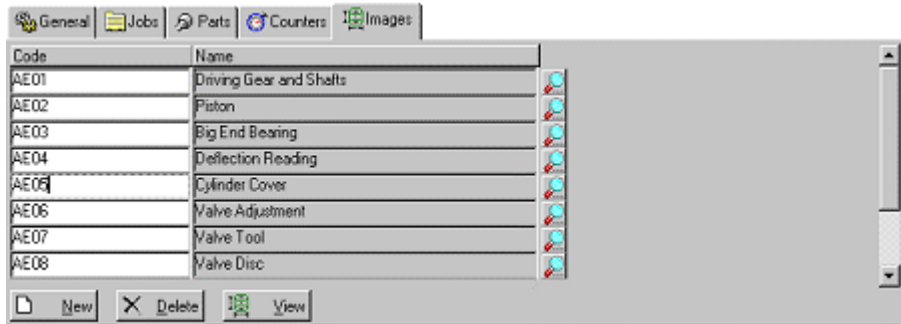 General Jobs Parts Counters Images
Code Name
AE01 Driving Gear and Shafts
AE02 Piston
AE03 Big End Bearing
AE04 Deflection Reading
AE05 Cylinder Cover
AE06 Valve Adjustment
AE07 Valve Tool
AE08 Valve Disc
New Delete View